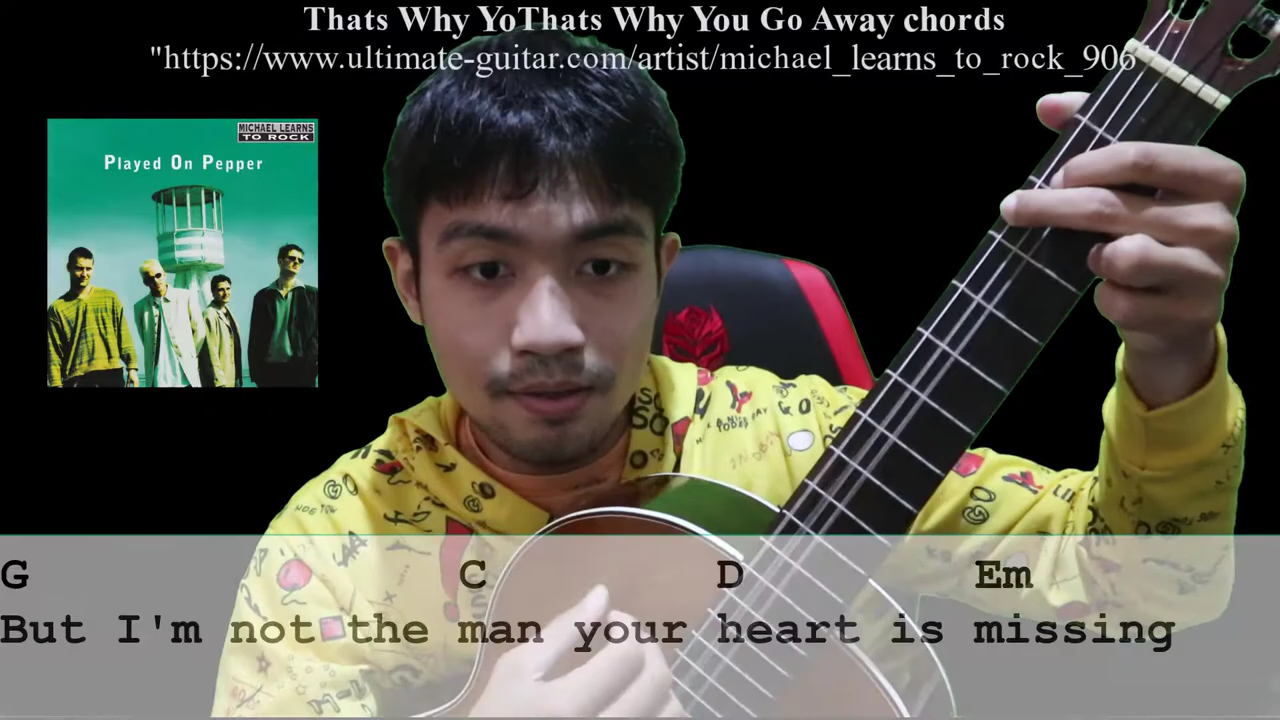 Thats Why YoThats Why You Go Away chords
"https://www.ultimate-guitar.com/artist/michael_learns_to_rock_906"
MICHAEL LEARNS
TO ROCK
Played On Pepper
G C D Em
But I'm not the man your heart is missing